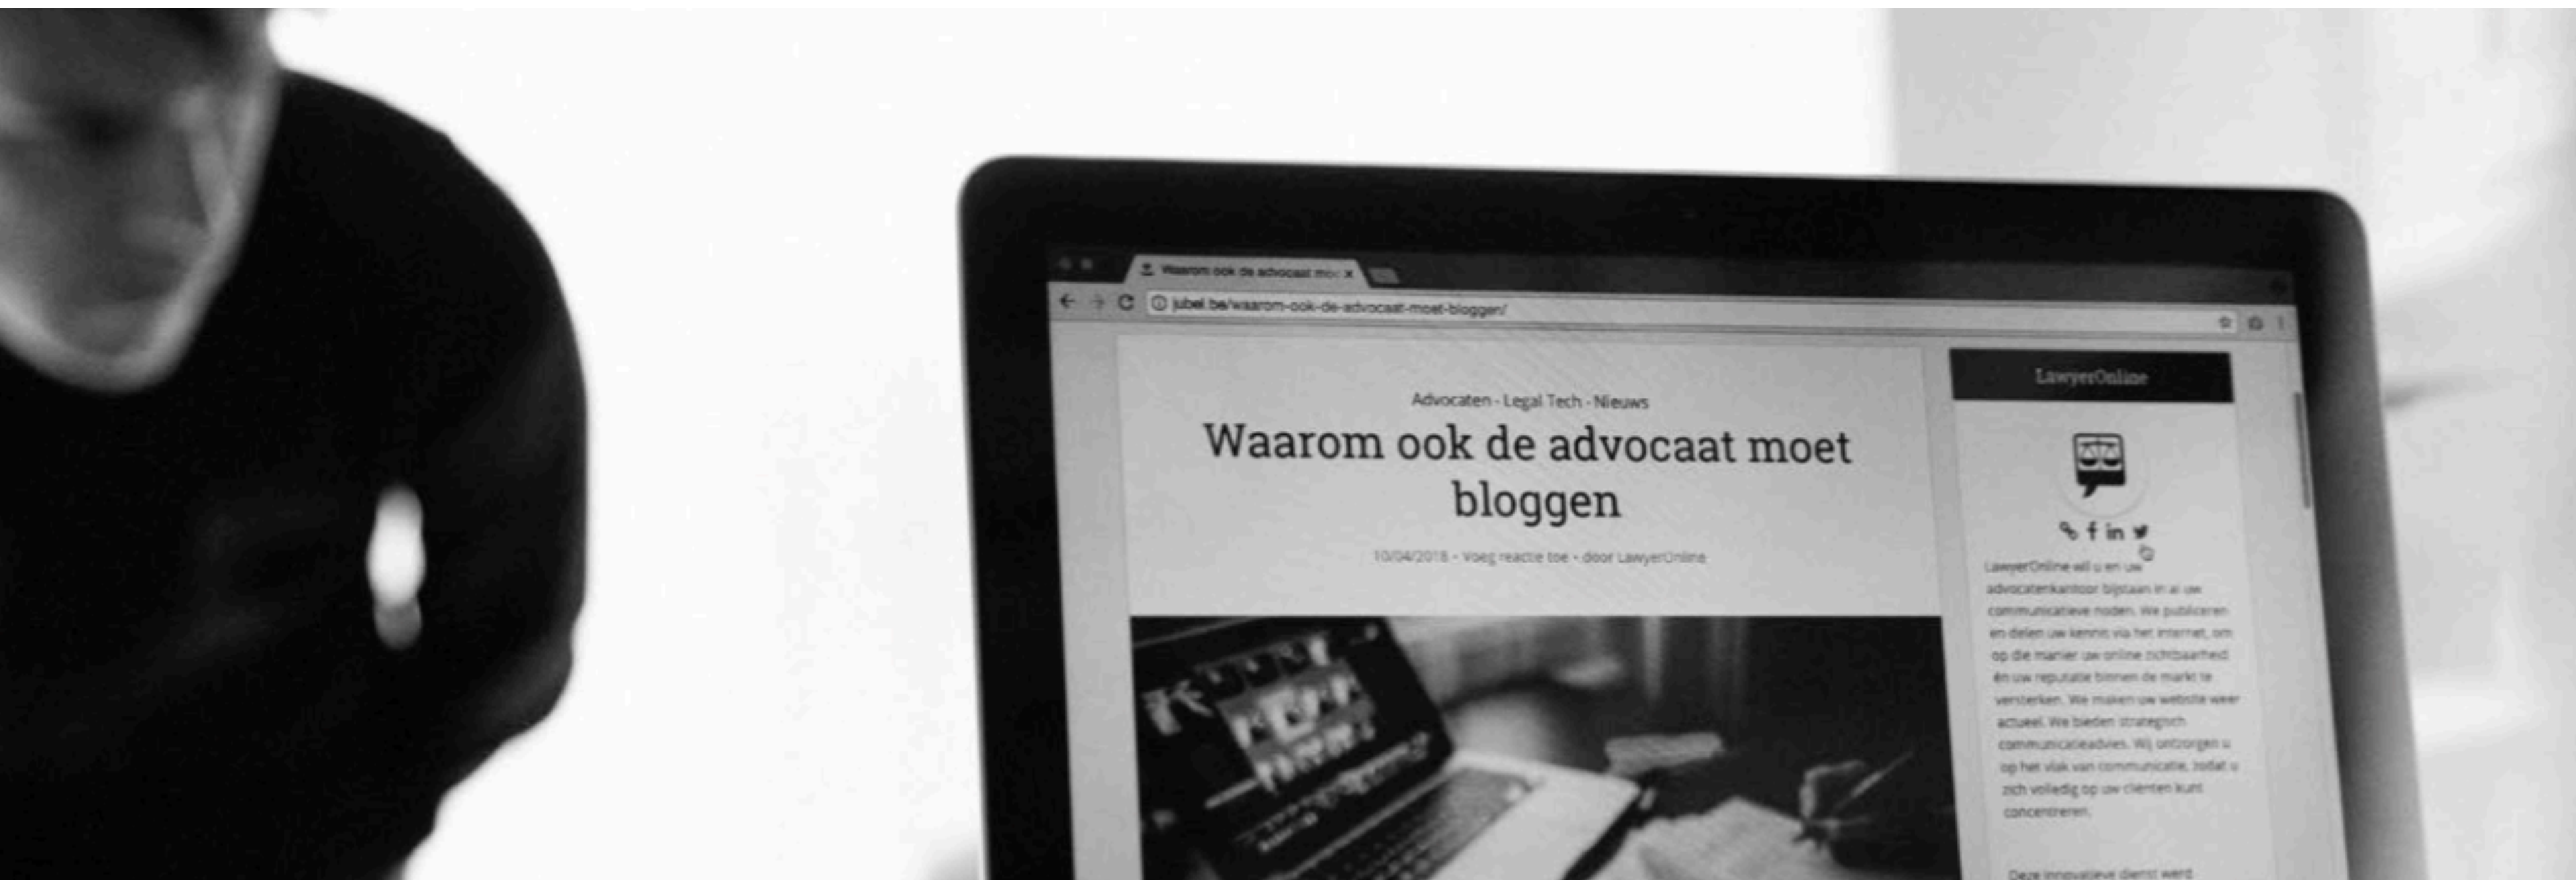 Waarom ook de advocaat moe
jubel.be/waarom-ook-de-advocaat-moet-bloggen/
Advocaten - Legal Tech - Nieuws
Waarom ook de advocaat moet
bloggen
10/04/2018 • Voeg reactie toe • door LawyerOnline
LawyerOnline
LawyerOnline wil u en uw
advocatenkantoor bijstaan in al uw
communicatieve noden. We publiceren
en delen uw kennis via het internet, om
op die manier uw online zichtbaarheid
én uw reputatie binnen de markt te
versterken. We maken uw website weer
actueel. We bieden strategisch
communicatieadvies. Wij ontzorgen u
op het vlak van communicatie, zodat u
zich volledig op uw cliënten kunt
concentreren.
Deze innovatieve dienst werd